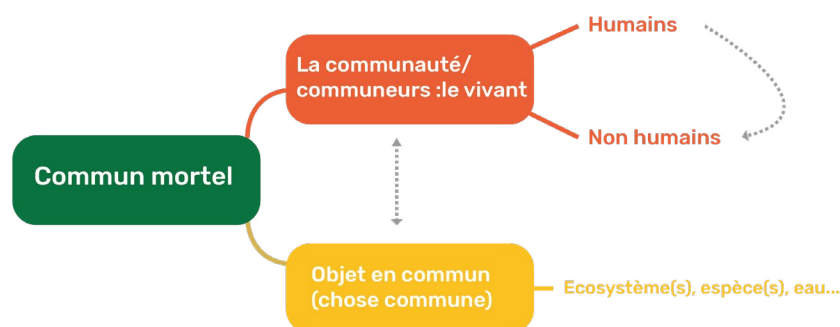 Humains
La communauté/
communeurs :le vivant
Non humains
Commun mortel
Objet en commun
(chose commune)
Ecosystème(s), espèce(s), eau...